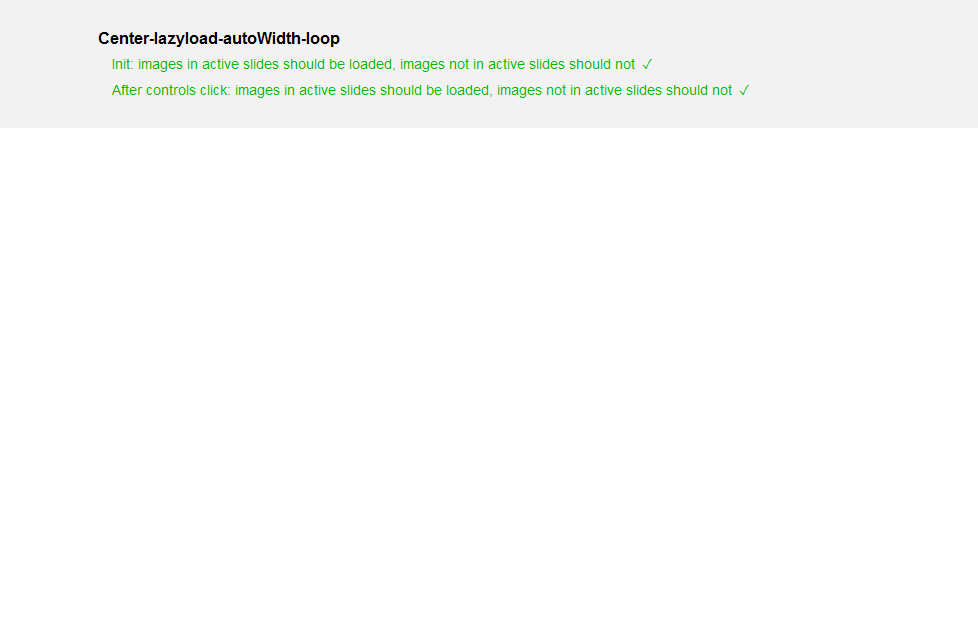 Center-lazyload-autoWidth-loop
Init: images in active slides should be loaded, images not in active slides should not ✓
After controls click: images in active slides should be loaded, images not in active slides should not ✓